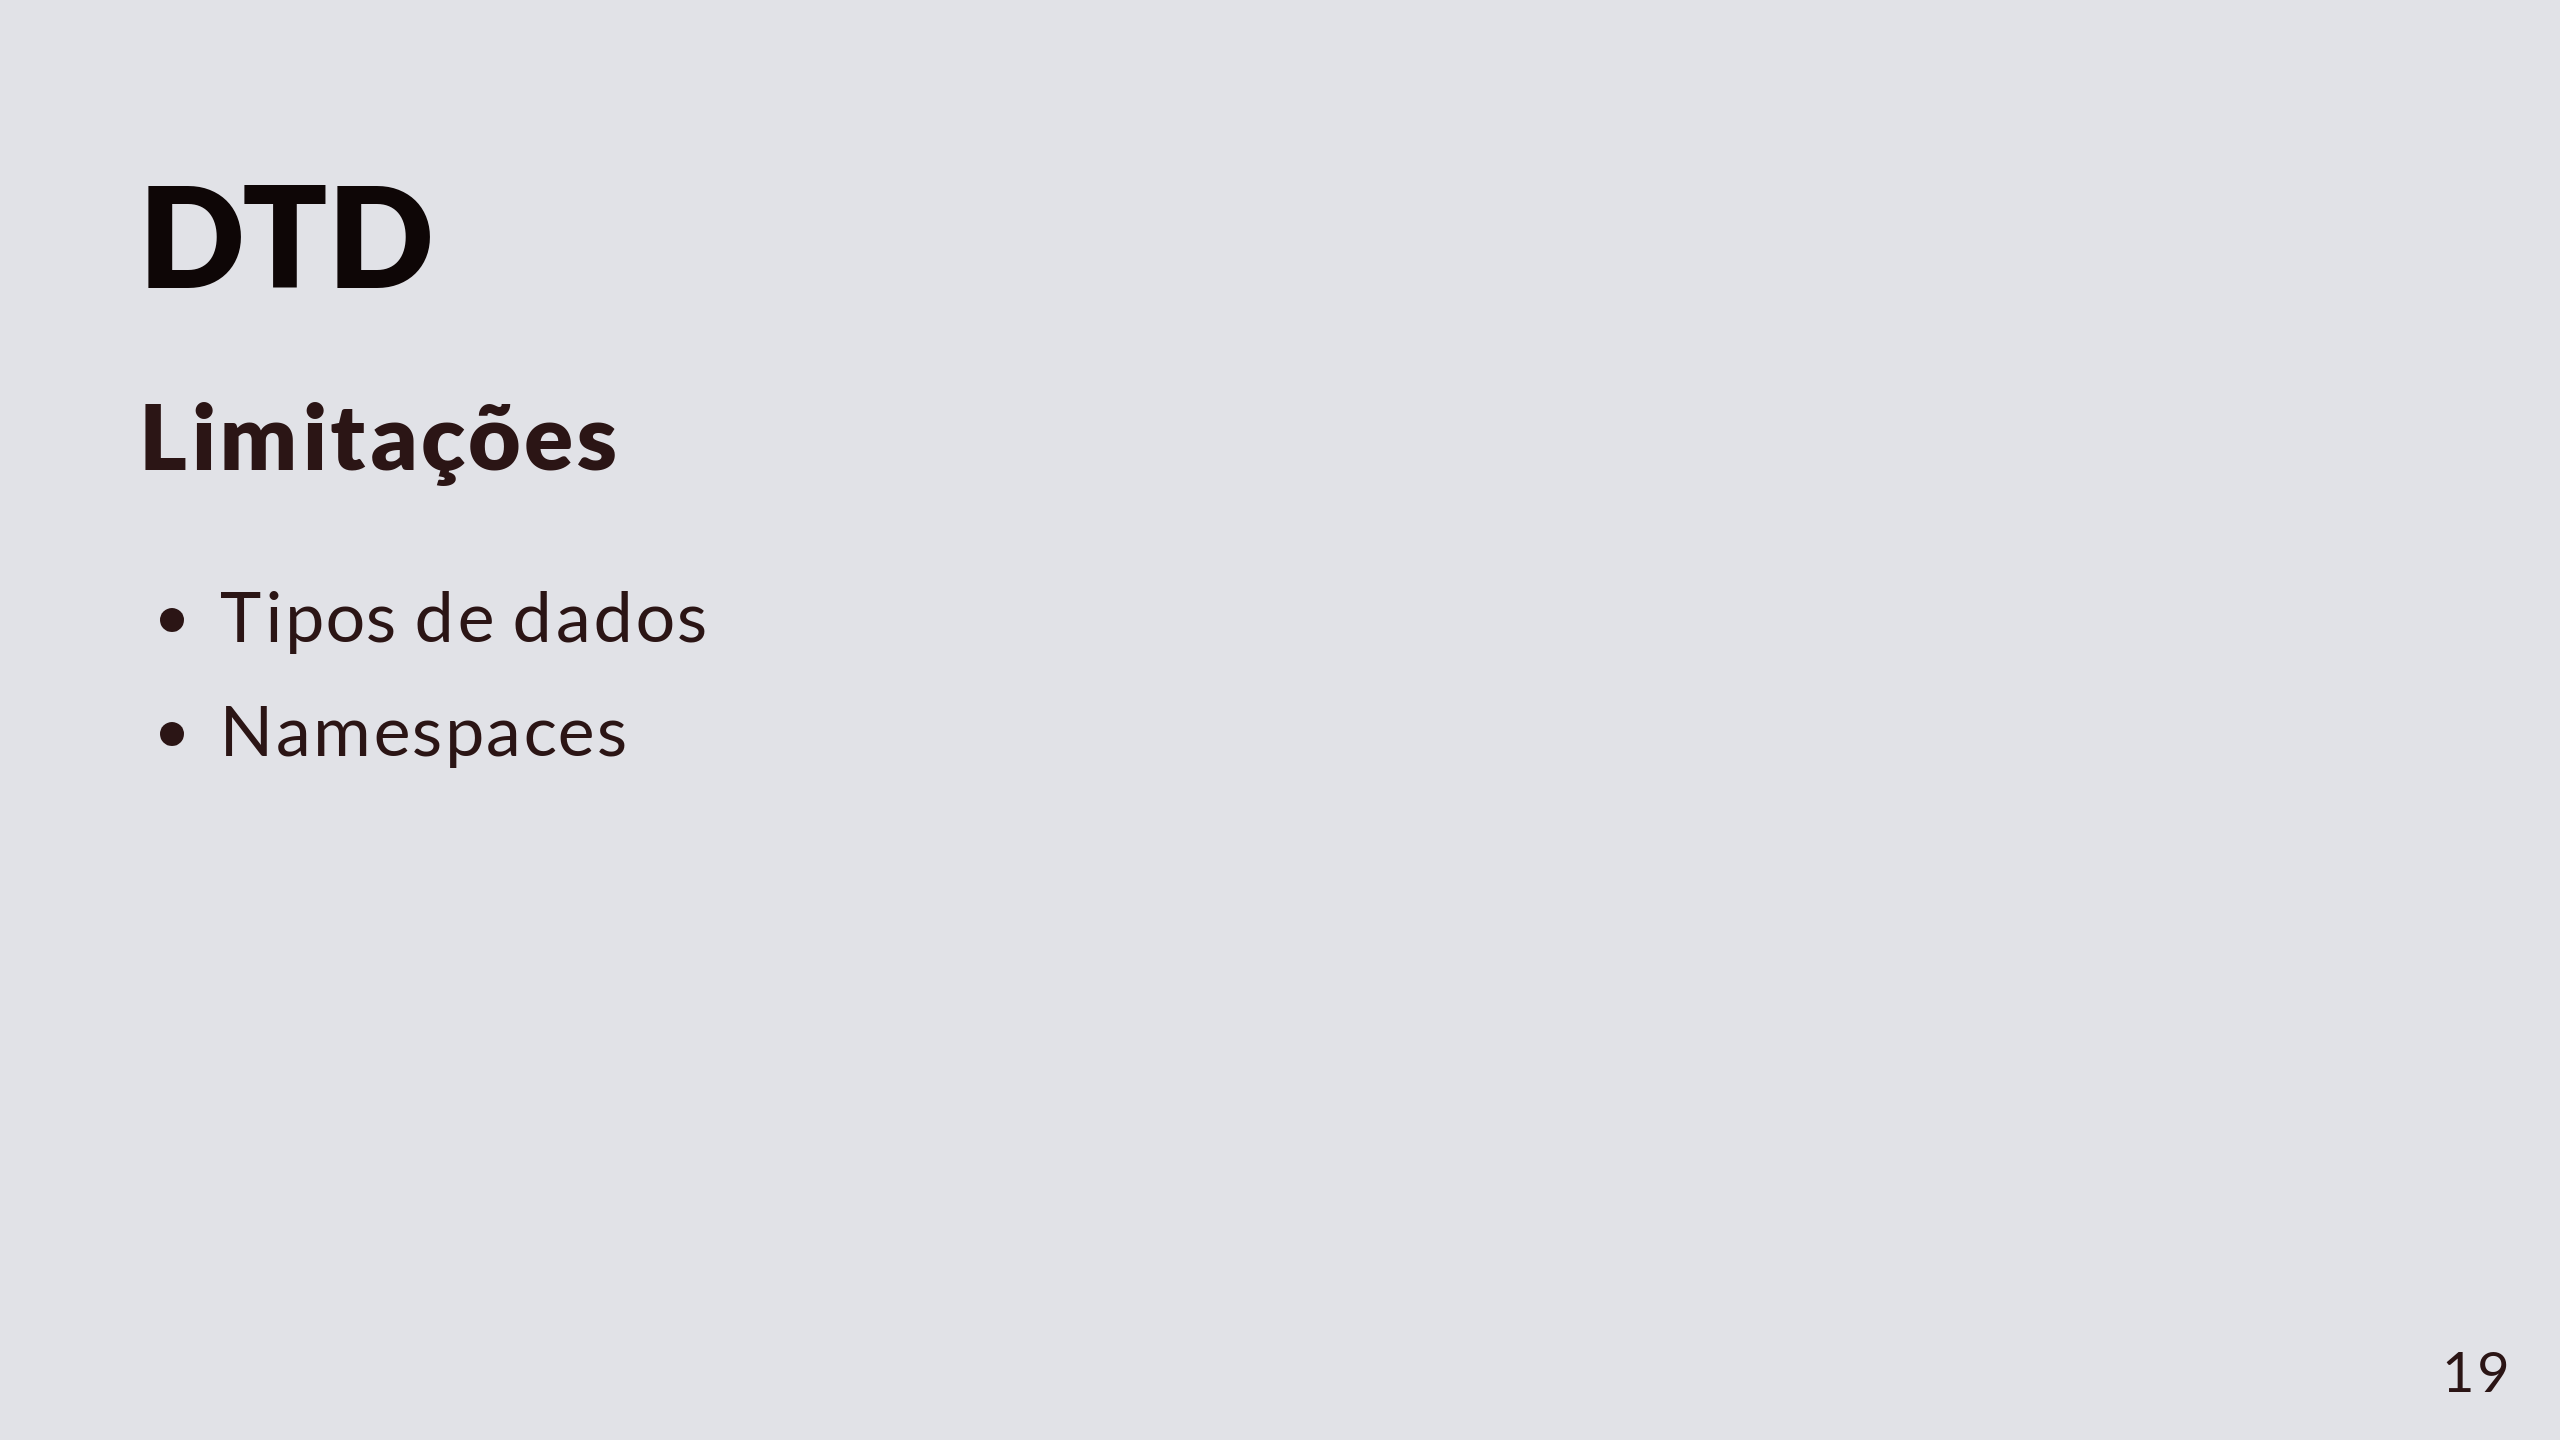 DTD
Limitações
• Tipos de dados
• Namespaces
19